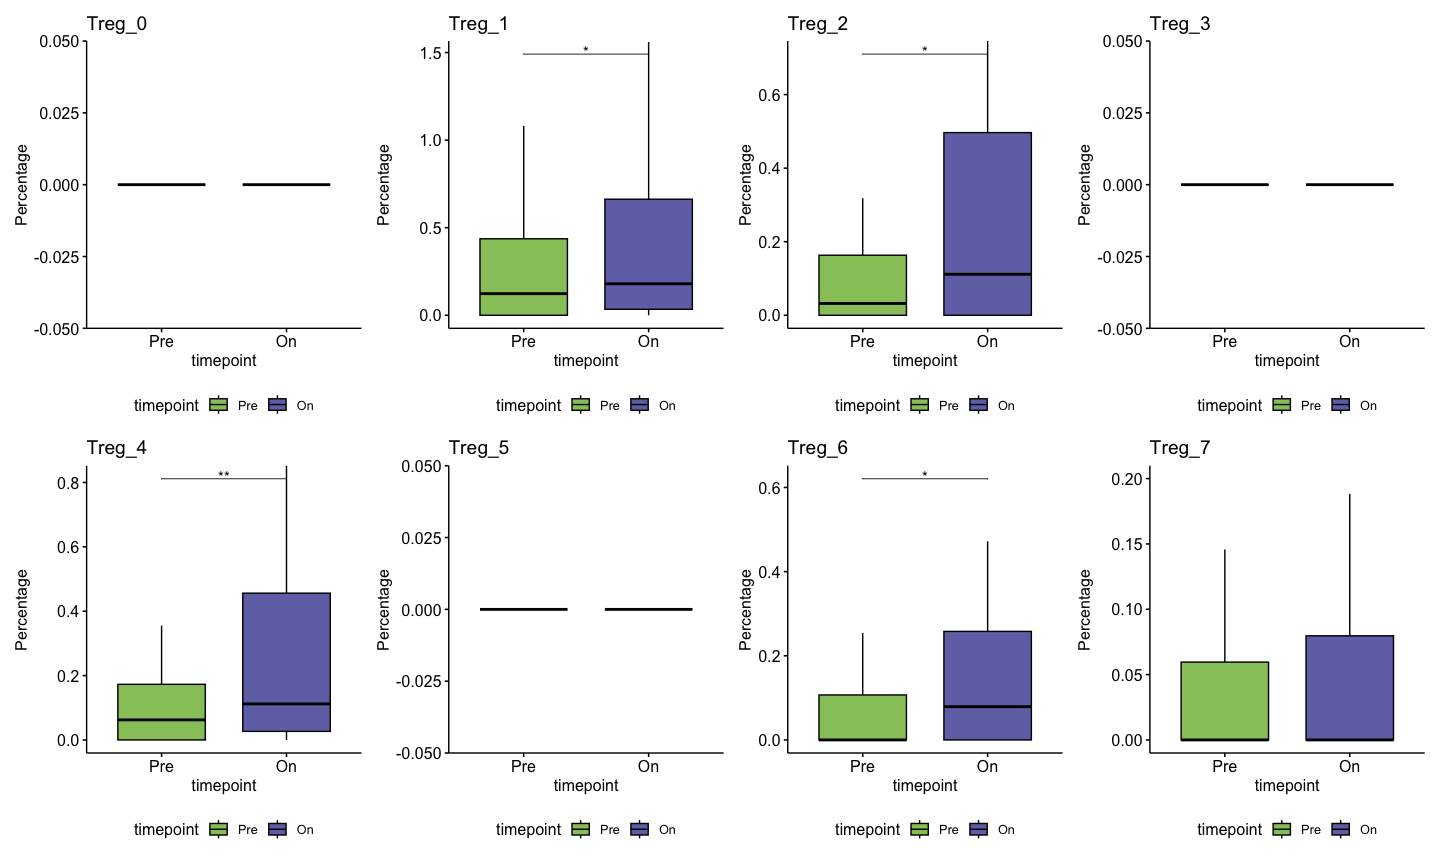 Treg_0
Percentage
0.050
0.025
0.000
-0.025
-0.050
Pre On
timepoint
timepoint Pre On
Treg_1
Percentage
1.5
1.0
0.5
0.0
*
Pre On
timepoint
timepoint Pre On
Treg_2
Percentage
0.6
0.4
0.2
0.0
*
Pre On
timepoint
timepoint Pre On
Treg_3
Percentage
0.050
0.025
0.000
-0.025
-0.050
Pre On
timepoint
timepoint Pre On
Treg_4
Percentage
0.8
0.6
0.4
0.2
0.0
**
Pre On
timepoint
timepoint Pre On
Treg_5
Percentage
0.050
0.025
0.000
-0.025
-0.050
Pre On
timepoint
timepoint Pre On
Treg_6
Percentage
0.6
0.4
0.2
0.0
*
Pre On
timepoint
timepoint Pre On
Treg_7
Percentage
0.20
0.15
0.10
0.05
0.00
Pre On
timepoint
timepoint Pre On